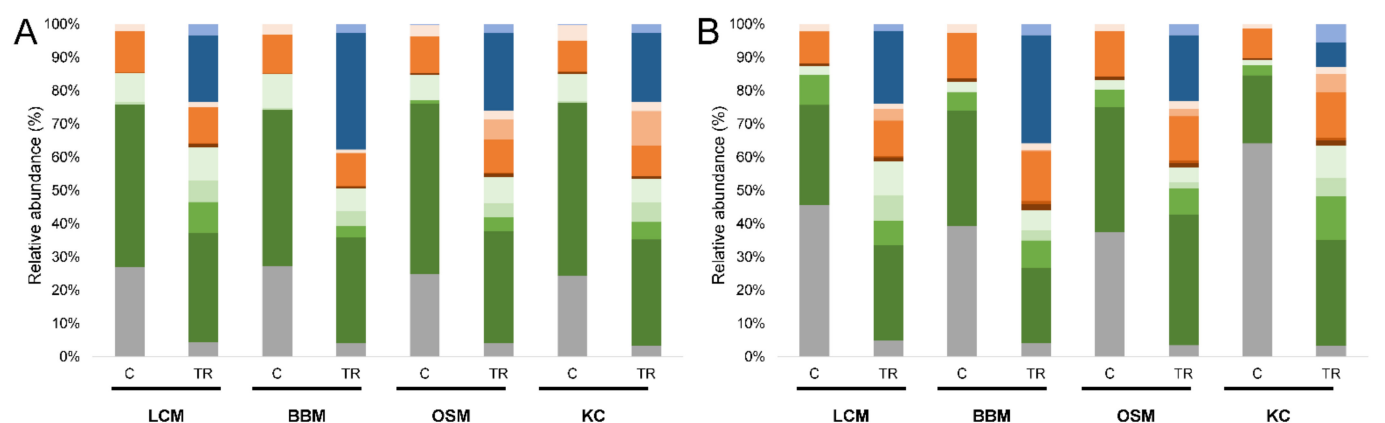 A
B
Relative abundance (%)
100%
90%
80%
70%
60%
50%
40%
30%
20%
10%
0%
C TR C TR C TR C TR
LCM BBM OSM KC
Relative abundance (%)
100%
90%
80%
70%
60%
50%
40%
30%
20%
10%
0%
C TR C TR C TR C TR
LCM BBM OSM KC